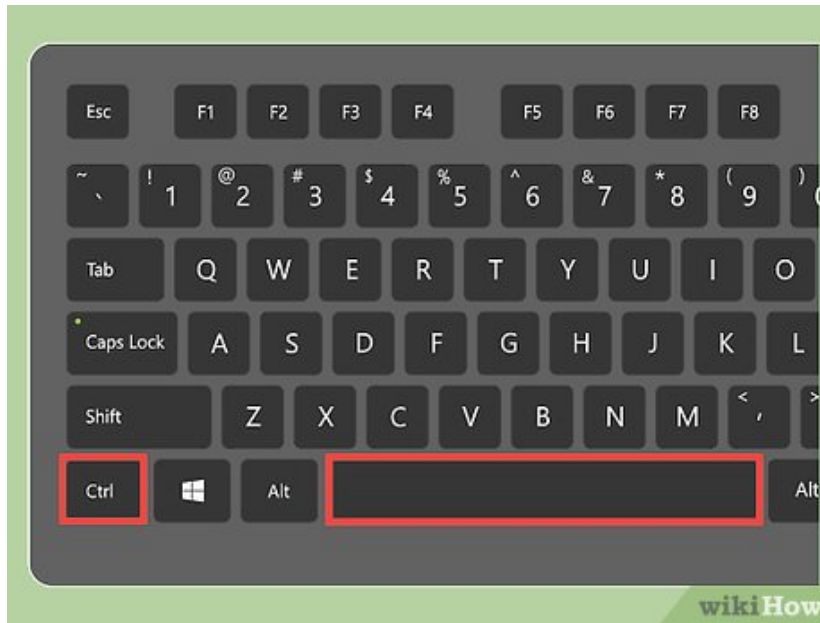 Esc F1 F2 F3 F4 F5 F6 F7 F8
~ ` ! 1 @ 2 # 3 $ 4 % 5 ^ 6 & 7 * 8 ( 9 )
Tab Q W E R T Y U I O
Caps Lock A S D F G H J K L
Shift Z X C V B N M < , >
Ctrl Alt Alt
wikiHow